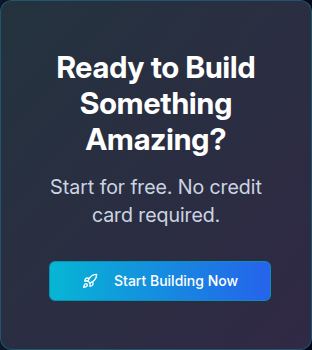 Ready to Build
Something
Amazing?
Start for free. No credit
card required.
Start Building Now